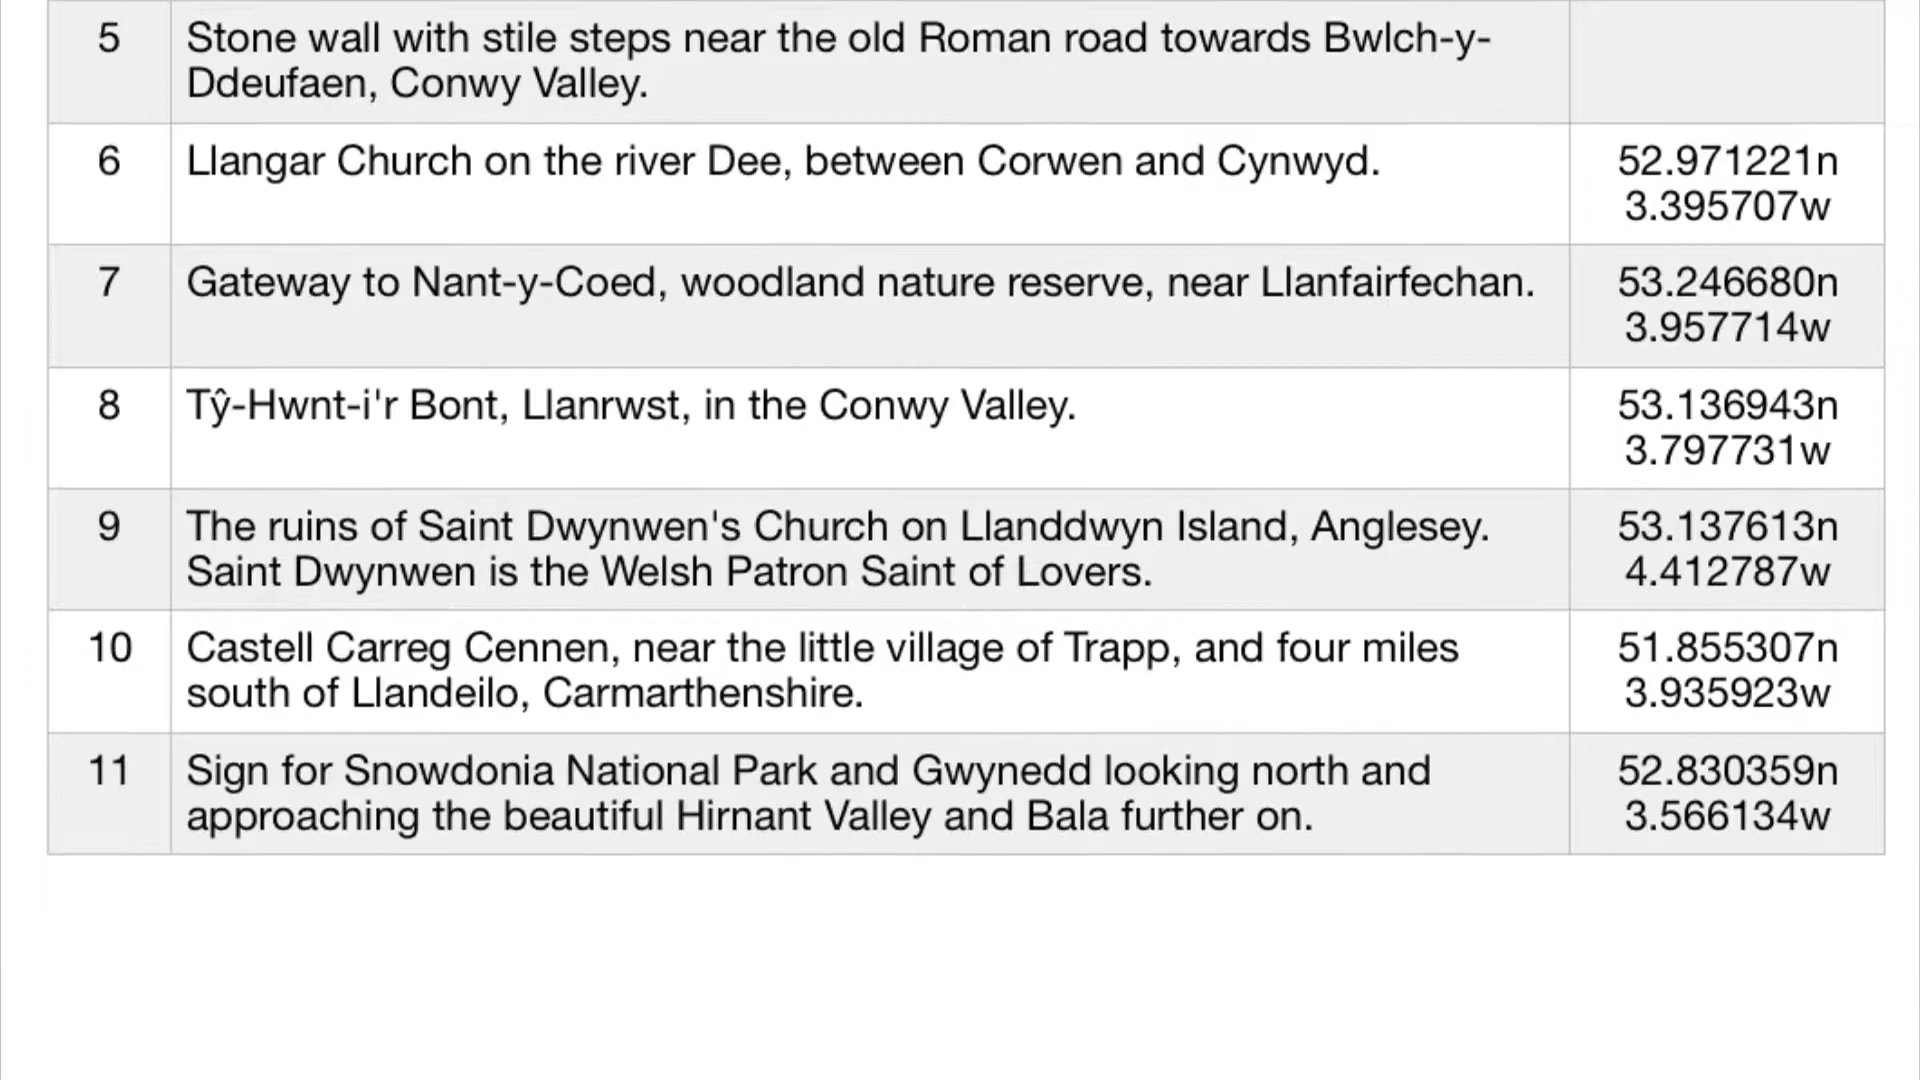 5
Stone wall with stile steps near the old Roman road towards Bwlch-y-
Ddeufaen, Conwy Valley.
6
Llangar Church on the river Dee, between Corwen and Cynwyd.
52.971221n
3.395707w
7
Gateway to Nant-y-Coed, woodland nature reserve, near Llanfairfechan.
53.246680n
3.957714w
8
Tŷ-Hwnt-i'r Bont, Llanrwst, in the Conwy Valley.
53.136943n
3.797731w
9
The ruins of Saint Dwynwen's Church on Llanddwyn Island, Anglesey.
Saint Dwynwen is the Welsh Patron Saint of Lovers.
53.137613n
4.412787w
10
Castell Carreg Cennen, near the little village of Trapp, and four miles
south of Llandeilo, Carmarthenshire.
51.855307n
3.935923w
11
Sign for Snowdonia National Park and Gwynedd looking north and
approaching the beautiful Hirnant Valley and Bala further on.
52.830359n
3.566134w